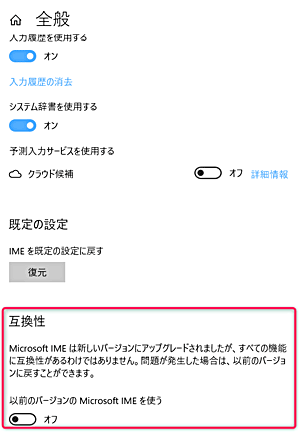 全般
入力履歴を使用する
オン
入力履歴の消去
システム辞書を使用する
オン
予測入力サービスを使用する
クラウド候補 オフ 詳細情報
既定の設定
IME を既定の設定に戻す
復元
互換性
Microsoft IME は新しいバージョンにアップグレードされましたが、すべての機能
に互換性があるわけではありません。問題が発生した場合は、以前のバージョ
ンに戻すことができます。
以前のバージョンの Microsoft IME を使う
オフ